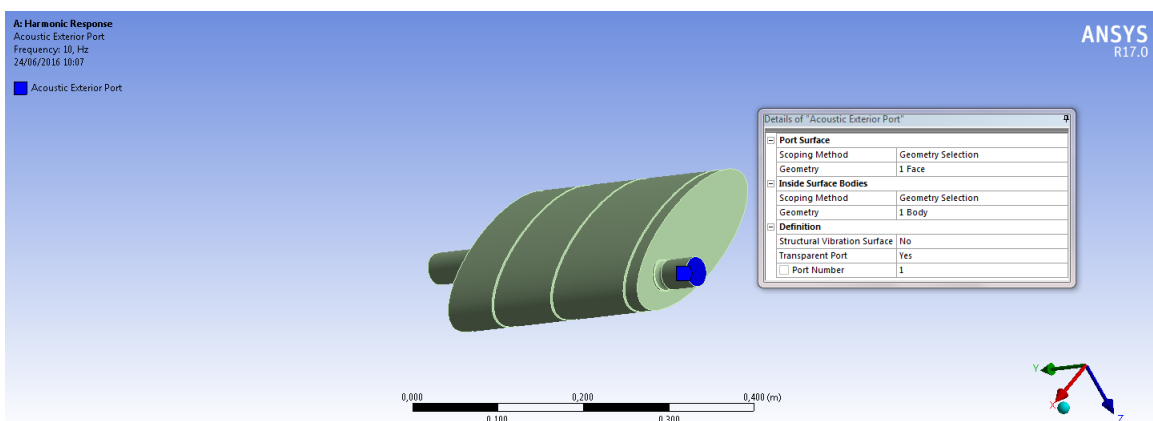 A: Harmonic Response
Acoustic Exterior Port
Frequency: 10, Hz
24/06/2016 10:07
Acoustic Exterior Port
ANSYS
R17.0
Details of "Acoustic Exterior Port"
Port Surface
Scoping Method Geometry Selection
Geometry 1 Face
Inside Surface Bodies
Scoping Method Geometry Selection
Geometry 1 Body
Definition
Structural Vibration Surface No
Transparent Port Yes
Port Number 1
Y
X
Z
0,000 0,200 0,400 (m)
0,100 0,300